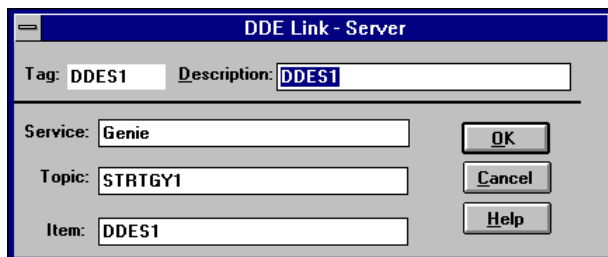 DDE Link - Server
Tag: DDES1 Description: DDES1
Service: Genie OK
Topic: STRTGY1 Cancel
Item: DDES1 Help